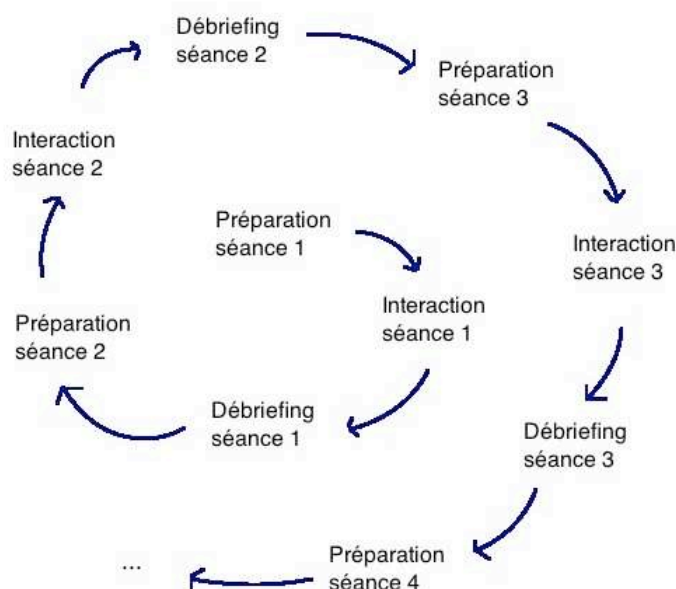 Préparation
séance 1
Interaction
séance 1
Débriefing
séance 1
Préparation
séance 2
Interaction
séance 2
Débriefing
séance 2
Préparation
séance 3
Interaction
séance 3
Débriefing
séance 3
Préparation
séance 4
...